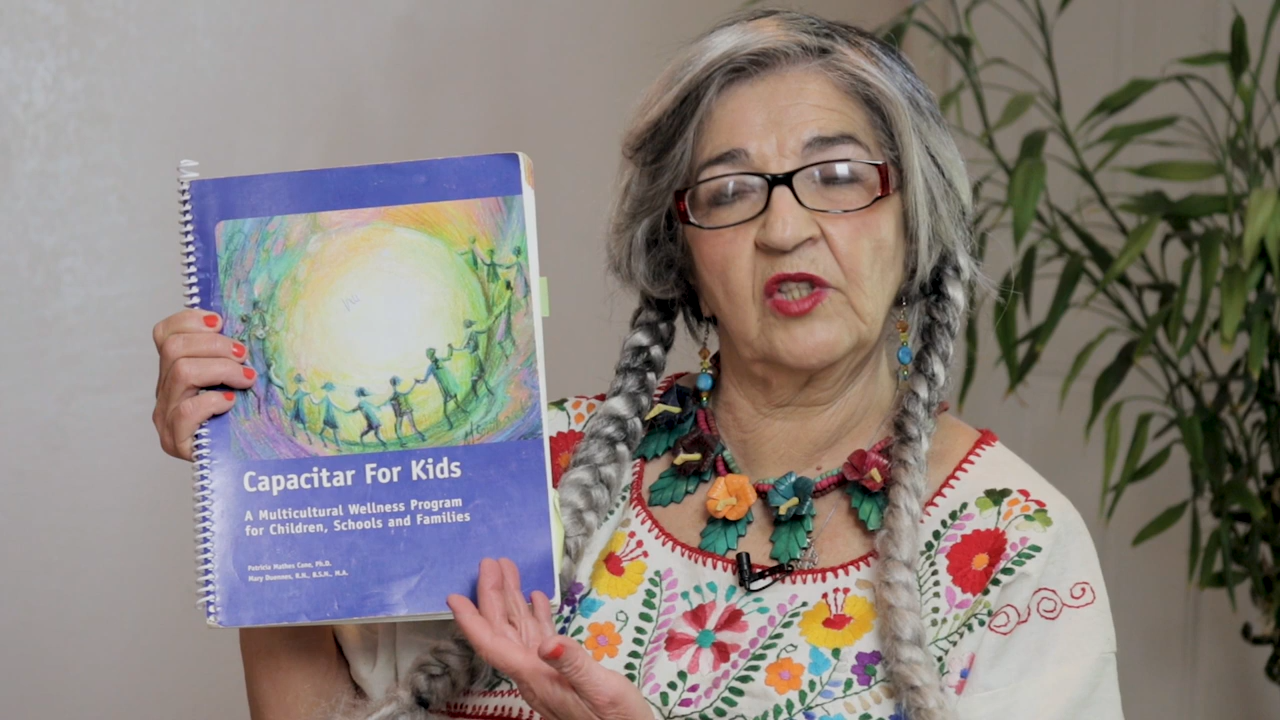 Capacitar For Kids
A Multicultural Wellness Program
for Children, Schools and Families
Patricia Mathes Cane, Ph.D.
Mary Duennes, R.N., B.S.N., M.A.